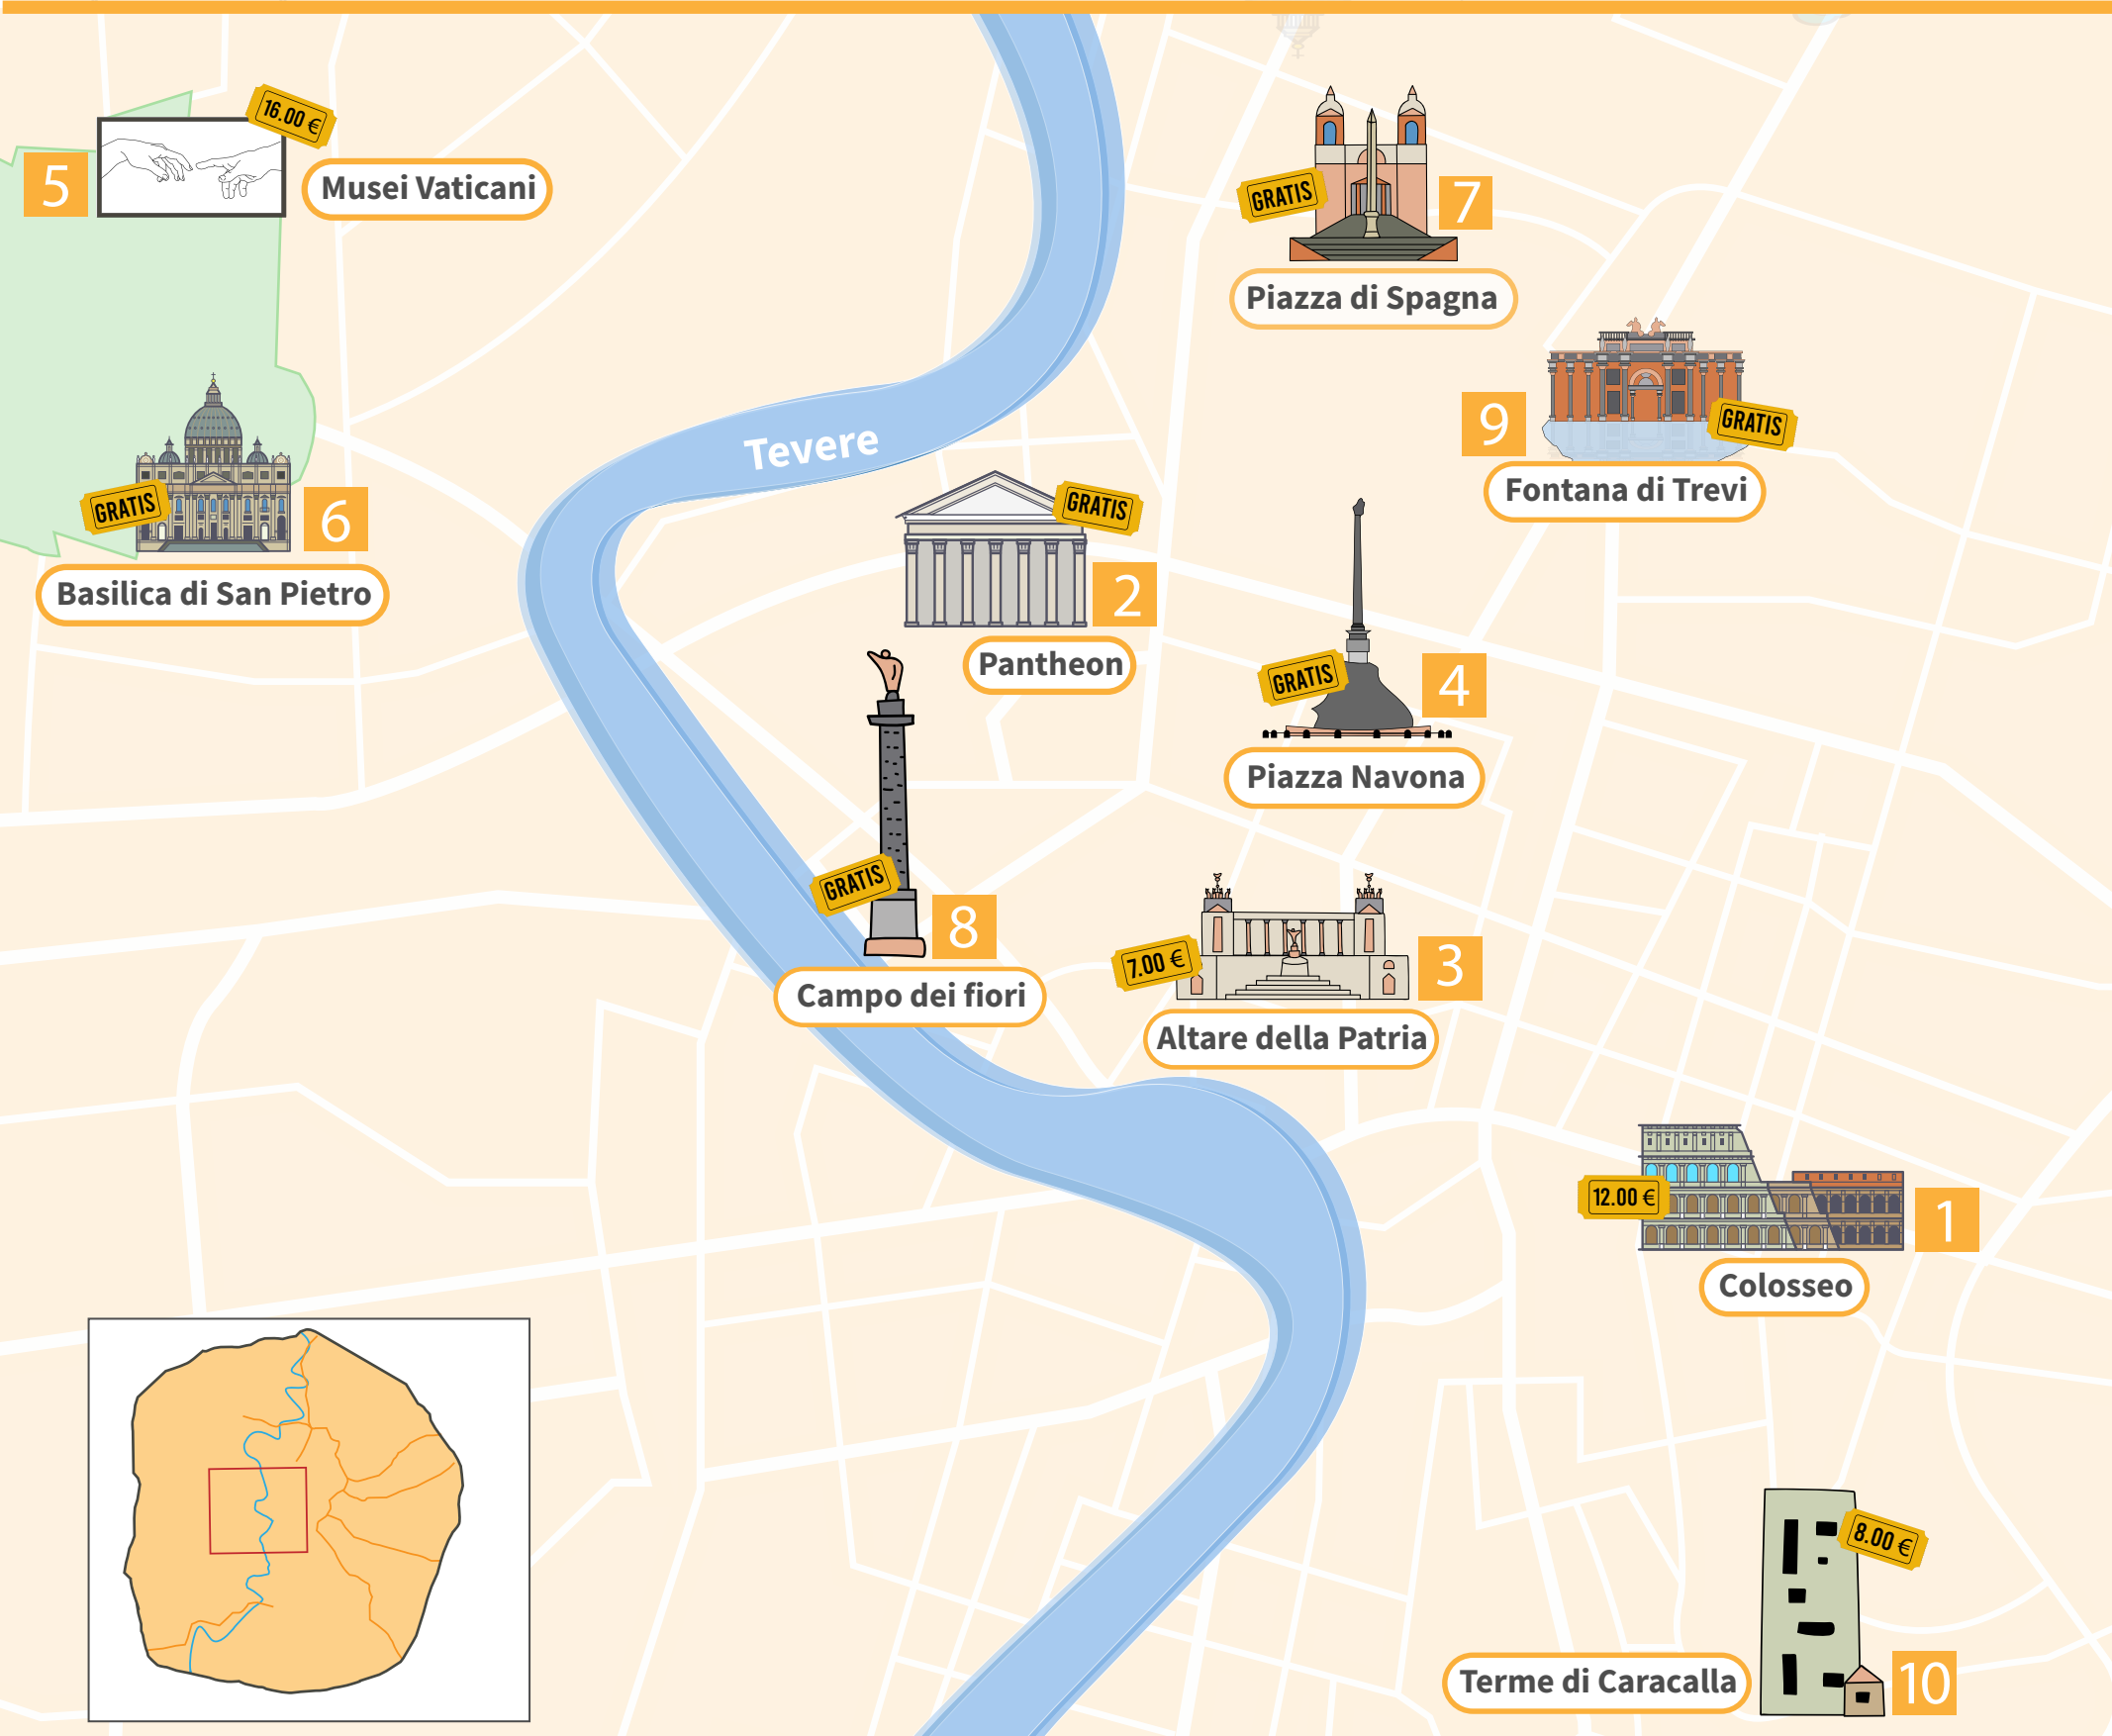 16.00 €
5
Musei Vaticani
GRATIS
7
Piazza di Spagna
9
GRATIS
Fontana di Trevi
Tevere
GRATIS
6
Basilica di San Pietro
GRATIS
2
Pantheon
GRATIS
4
Piazza Navona
GRATIS
8
Campo dei fiori
7.00 €
3
Altare della Patria
12.00 €
1
Colosseo
8.00 €
Terme di Caracalla
10